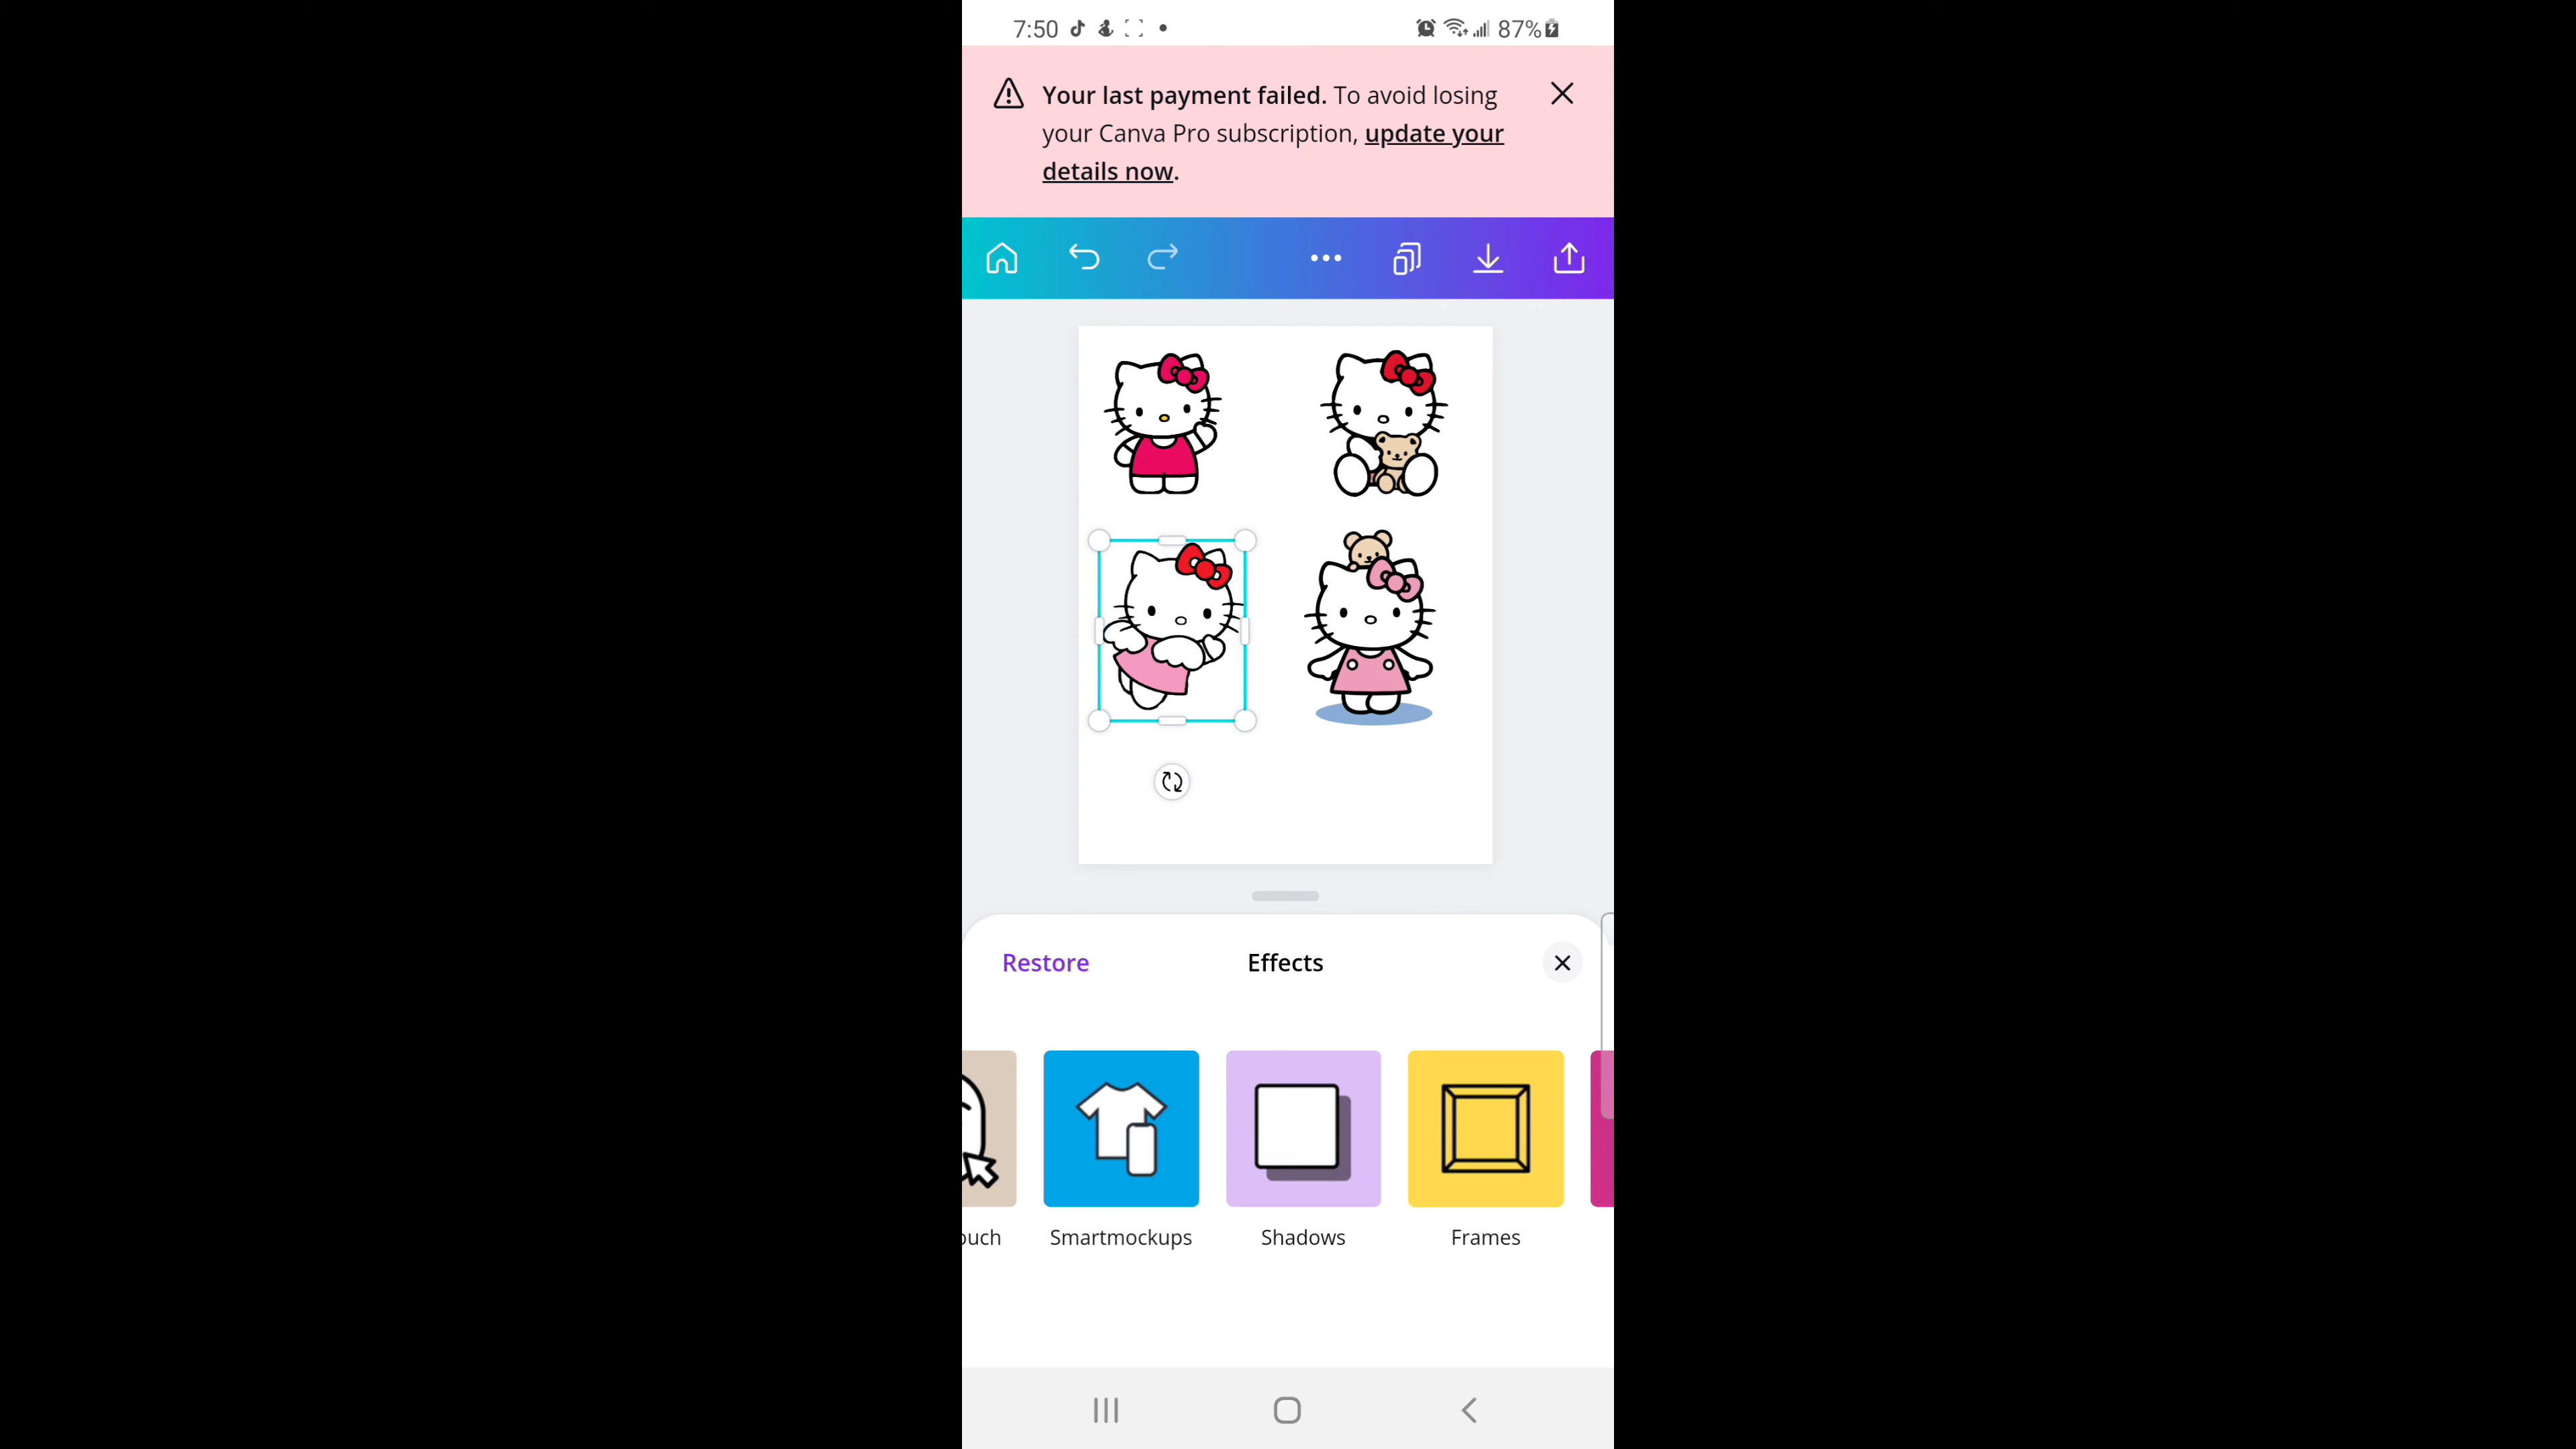 7:50
87%
Your last payment failed. To avoid losing
your Canva Pro subscription, update your
details now.
Restore
Effects
ouch
Smartmockups
Shadows
Frames